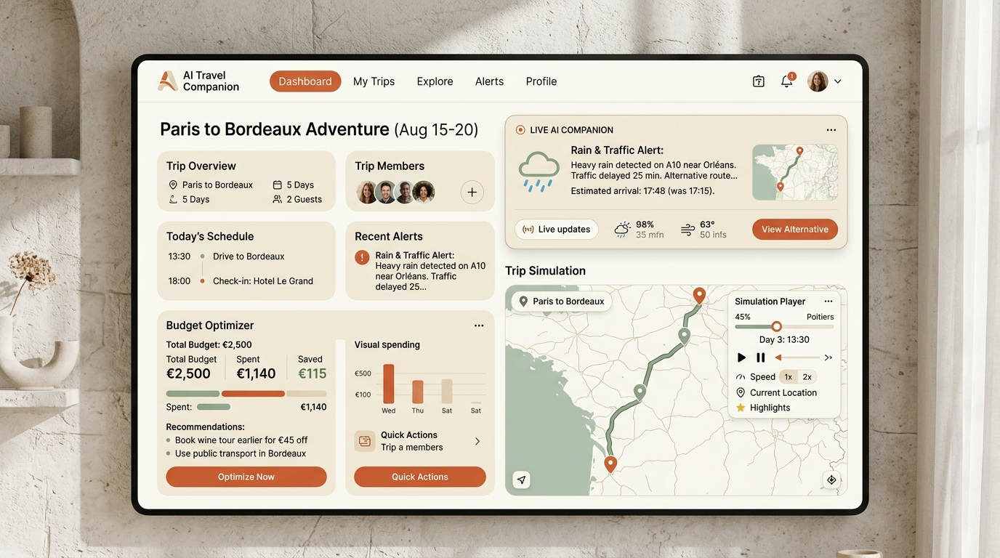 AI Travel
Companion
Dashboard
My Trips
Explore
Alerts
Profile
1
Paris to Bordeaux Adventure (Aug 15-20)
Trip Overview
Paris to Bordeaux
5 Days
5 Days
2 Guests
Trip Members
Today's Schedule
13:30
Drive to Bordeaux
18:00
Check-in: Hotel Le Grand
Recent Alerts
Rain & Traffic Alert:
Heavy rain detected on A10
near Orléans. Traffic
delayed 25...
Budget Optimizer
Total Budget: €2,500
Total Budget
Spent
Saved
€2,500
€1,140
€115
Spent:
€1,140
Recommendations:
Book wine tour earlier for €45 off
Use public transport in Bordeaux
Optimize Now
Visual spending
€500
€100
Wed
Thu
Sat
Sat
Quick Actions
Trip a members
Quick Actions
LIVE AI COMPANION
Rain & Traffic Alert:
Heavy rain detected on A10 near Orléans.
Traffic delayed 25 min. Alternative route...
Estimated arrival: 17:48 (was 17:15).
Live updates
98%
35 mfn
63°
50 infs
View Alternative
Trip Simulation
Paris to Bordeaux
Simulation Player
45%
Poitiers
Day 3: 13:30
Speed
1x
2x
Current Location
Highlights